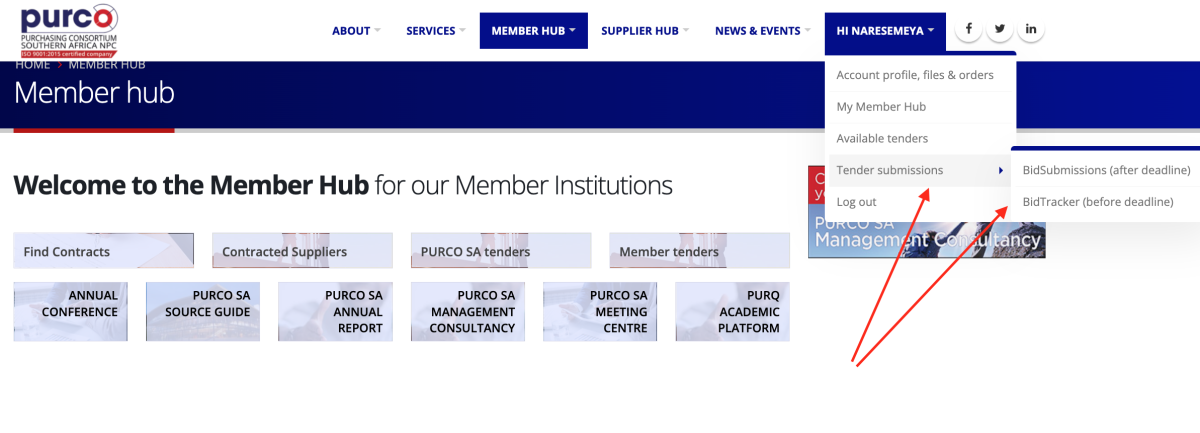 purco
PURCHASING CONSORTIUM
SOUTHERN AFRICA NPC
ISO 9001:2015 certified company
ABOUT
SERVICES
MEMBER HUB
SUPPLIER HUB
NEWS & EVENTS
HI NARESEMEYA
HOME > MEMBER HUB
Member hub
Account profile, files & orders
My Member Hub
Available tenders
Tender submissions
Log out
BidSubmissions (after deadline)
BidTracker (before deadline)
Welcome to the Member Hub for our Member Institutions
PURCO SA
Management Consultancy
Find Contracts
Contracted Suppliers
PURCO SA tenders
Member tenders
ANNUAL
CONFERENCE
PURCO SA
SOURCE GUIDE
PURCO SA
ANNUAL
REPORT
PURCO SA
MANAGEMENT
CONSULTANCY
PURCO SA
MEETING
CENTRE
PURQ
ACADEMIC
PLATFORM